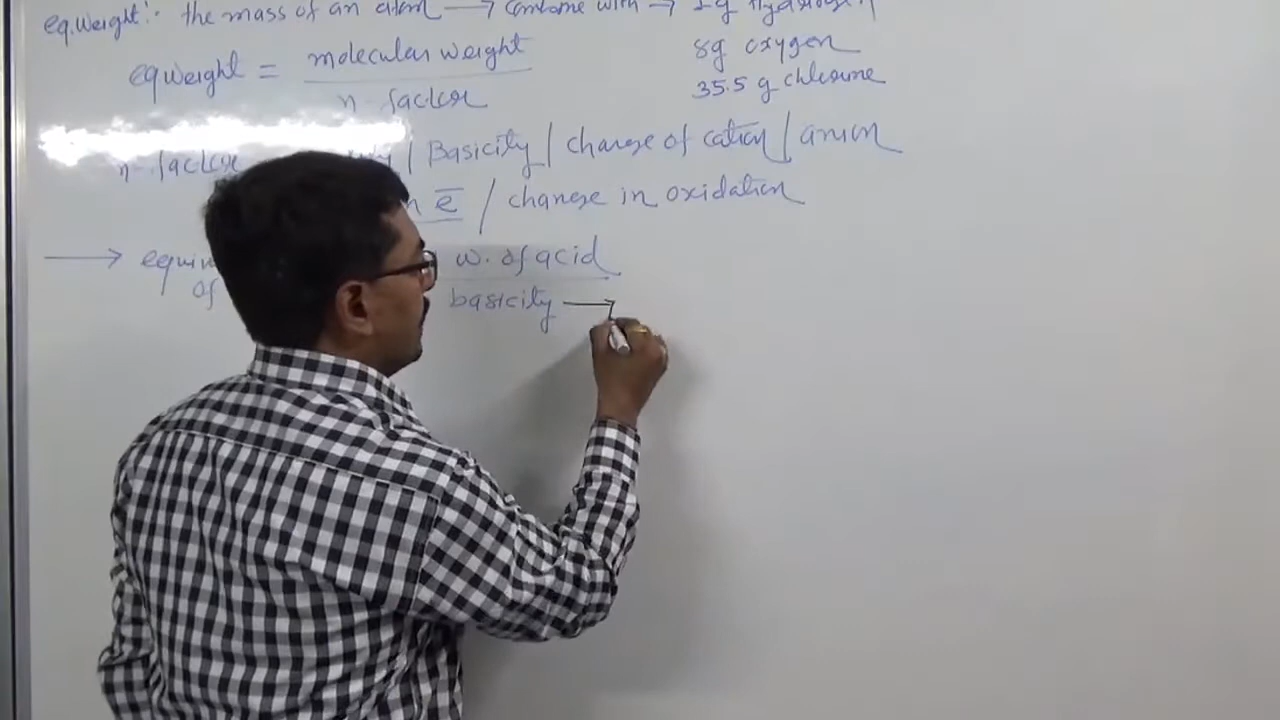 eq.weight:- the mass of an atom → combine with → 1g Hydrogen
8g oxygen
35.5 g chlorine
eq weight = molecular weight
n-factor
n-factor / Basicity / charge of cation / anion
e̅ / change in oxidation
→ w. of acid
of basicity →